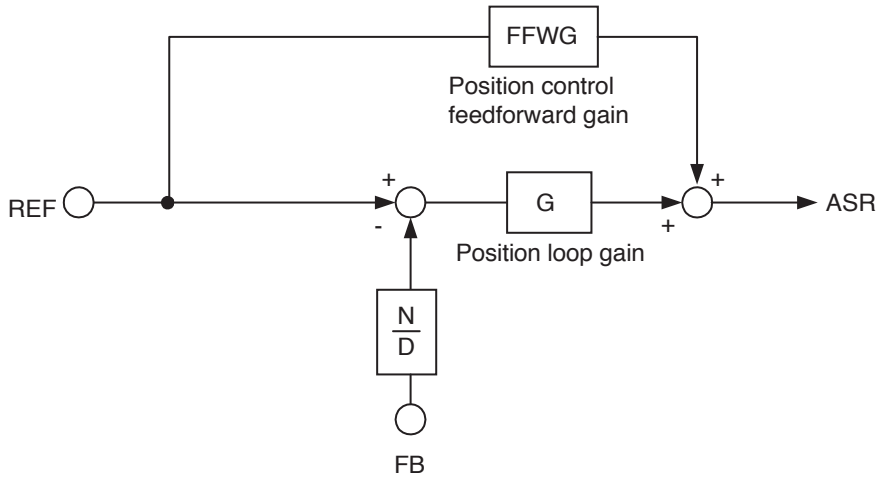 FFWG
Position control
feedforward gain
+
+
REF
G
ASR
-
+
Position loop gain
N
D
FB